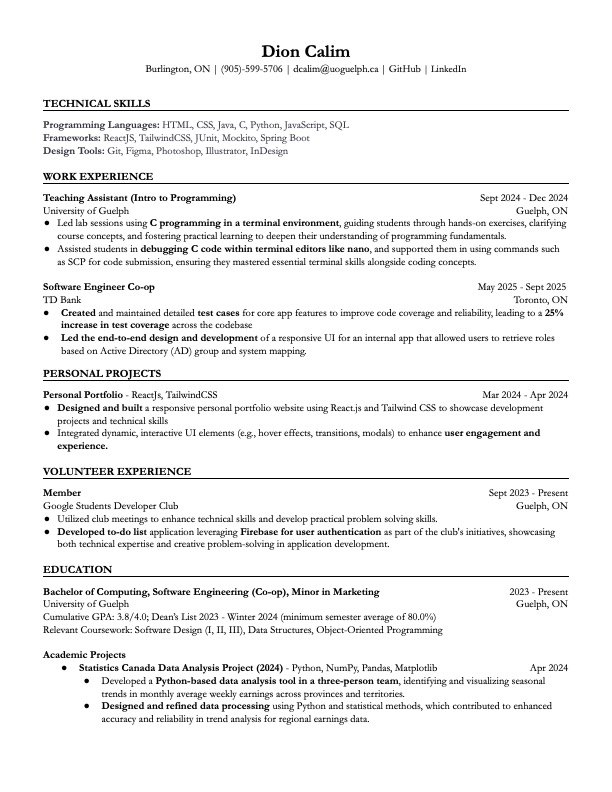 Dion Calim
Burlington, ON | (905)-599-5706 | dcalim@uoguelph.ca | GitHub | LinkedIn
TECHNICAL SKILLS
Programming Languages: HTML, CSS, Java, C, Python, JavaScript, SQL
Frameworks: ReactJS, TailwindCSS, JUnit, Mockito, Spring Boot
Design Tools: Git, Figma, Photoshop, Illustrator, InDesign
WORK EXPERIENCE
Teaching Assistant (Intro to Programming) Sept 2024 - Dec 2024
University of Guelph Guelph, ON
● Led lab sessions using C programming in a terminal environment, guiding students through hands-on exercises, clarifying
course concepts, and fostering practical learning to deepen their understanding of programming fundamentals.
● Assisted students in debugging C code within terminal editors like nano, and supported them in using commands such
as SCP for code submission, ensuring they mastered essential terminal skills alongside coding concepts.
Software Engineer Co-op May 2025 - Sept 2025
TD Bank Toronto, ON
● Created and maintained detailed test cases for core app features to improve code coverage and reliability, leading to a 25%
increase in test coverage across the codebase
● Led the end-to-end design and development of a responsive UI for an internal app that allowed users to retrieve roles
based on Active Directory (AD) group and system mapping.
PERSONAL PROJECTS
Personal Portfolio - ReactJs, TailwindCSS Mar 2024 - Apr 2024
● Designed and built a responsive personal portfolio website using React.js and Tailwind CSS to showcase development
projects and technical skills
● Integrated dynamic, interactive UI elements (e.g., hover effects, transitions, modals) to enhance user engagement and
experience.
VOLUNTEER EXPERIENCE
Member Sept 2023 - Present
Google Students Developer Club Guelph, ON
● Utilized club meetings to enhance technical skills and develop practical problem solving skills.
● Developed to-do list application leveraging Firebase for user authentication as part of the club's initiatives, showcasing
both technical expertise and creative problem-solving in application development.
EDUCATION
Bachelor of Computing, Software Engineering (Co-op), Minor in Marketing 2023 - Present
University of Guelph Guelph, ON
Cumulative GPA: 3.8/4.0; Dean's List 2023 - Winter 2024 (minimum semester average of 80.0%)
Relevant Coursework: Software Design (I, II, III), Data Structures, Object-Oriented Programming
Academic Projects
● Statistics Canada Data Analysis Project (2024) - Python, NumPy, Pandas, Matplotlib Apr 2024
● Developed a Python-based data analysis tool in a three-person team, identifying and visualizing seasonal
trends in monthly average weekly earnings across provinces and territories.
● Designed and refined data processing using Python and statistical methods, which contributed to enhanced
accuracy and reliability in trend analysis for regional earnings data.